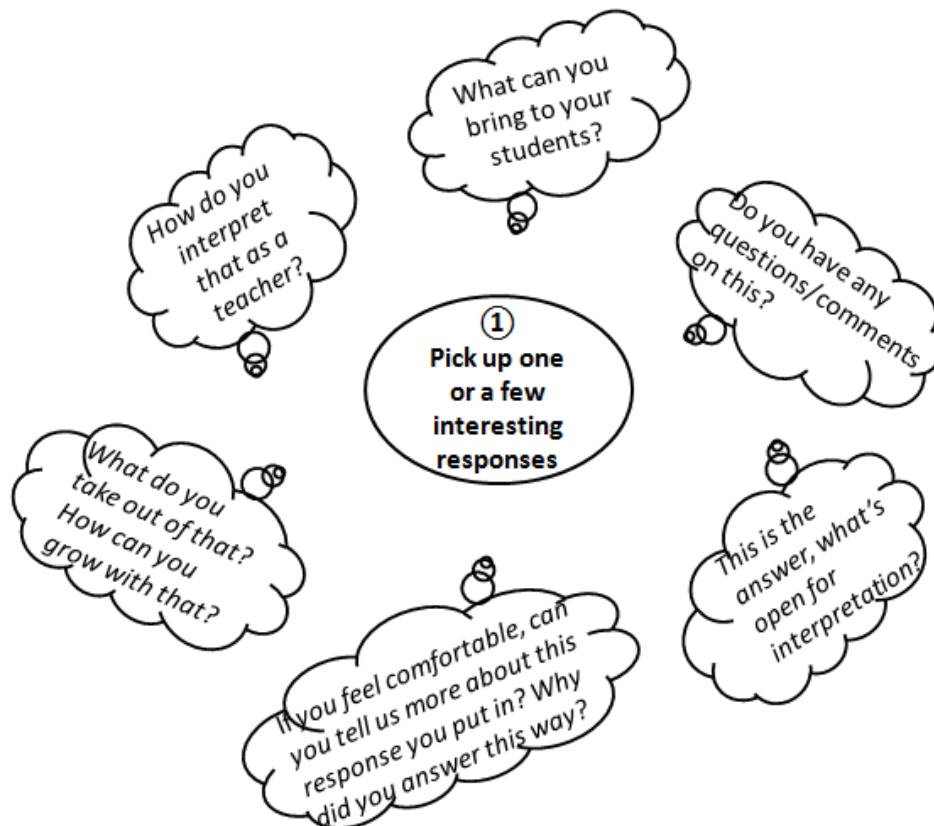 What can you
bring to your
students?
How do you
interpret
that as a
teacher?
Do you have any
questions/comments
on this?
①
Pick up one
or a few
interesting
responses
What do you
take out of that?
How can you
grow with that?
This is the
answer, what's
open for
interpretation?
If you feel comfortable, can
you tell us more about this
response you put in? Why
did you answer this way?